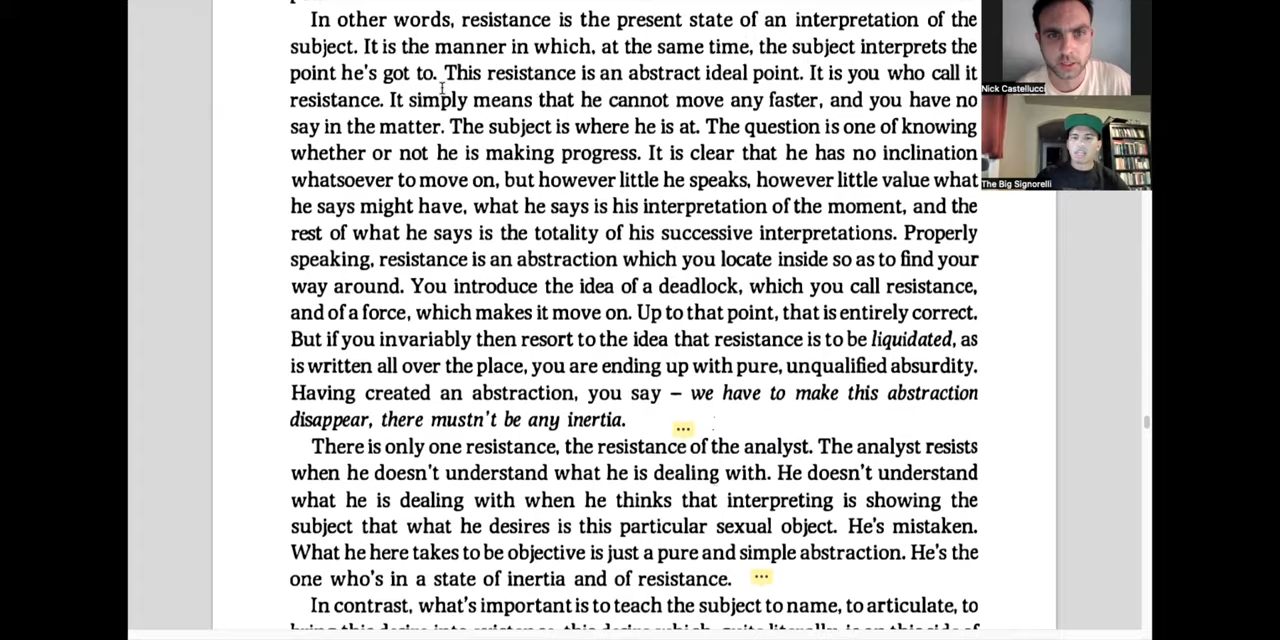 In other words, resistance is the present state of an interpretation of the
subject. It is the manner in which, at the same time, the subject interprets the
point he's got to. This resistance is an abstract ideal point. It is you who call it
resistance. It simply means that he cannot move any faster, and you have no
say in the matter. The subject is where he is at. The question is one of knowing
whether or not he is making progress. It is clear that he has no inclination
whatsoever to move on, but however little he speaks, however little value what
he says might have, what he says is his interpretation of the moment, and the
rest of what he says is the totality of his successive interpretations. Properly
speaking, resistance is an abstraction which you locate inside so as to find your
way around. You introduce the idea of a deadlock, which you call resistance,
and of a force, which makes it move on. Up to that point, that is entirely correct.
But if you invariably then resort to the idea that resistance is to be liquidated, as
is written all over the place, you are ending up with pure, unqualified absurdity.
Having created an abstraction, you say – we have to make this abstraction
disappear, there mustn't be any inertia.
There is only one resistance, the resistance of the analyst. The analyst resists
when he doesn't understand what he is dealing with. He doesn't understand
what he is dealing with when he thinks that interpreting is showing the
subject that what he desires is this particular sexual object. He's mistaken.
What he here takes to be objective is just a pure and simple abstraction. He's the
one who's in a state of inertia and of resistance.
In contrast, what's important is to teach the subject to name, to articulate, to
Nick Castellucci
The Big Signorelli